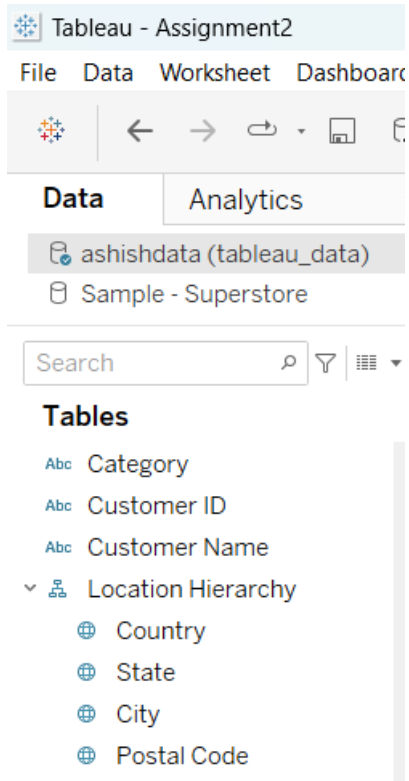 Tableau - Assignment2
File Data Worksheet
Data Analytics
ashishdata (tableau_data)
Sample - Superstore
Search
Tables
Abc Category
Abc Customer ID
Abc Customer Name
Location Hierarchy
Country
State
City
Postal Code